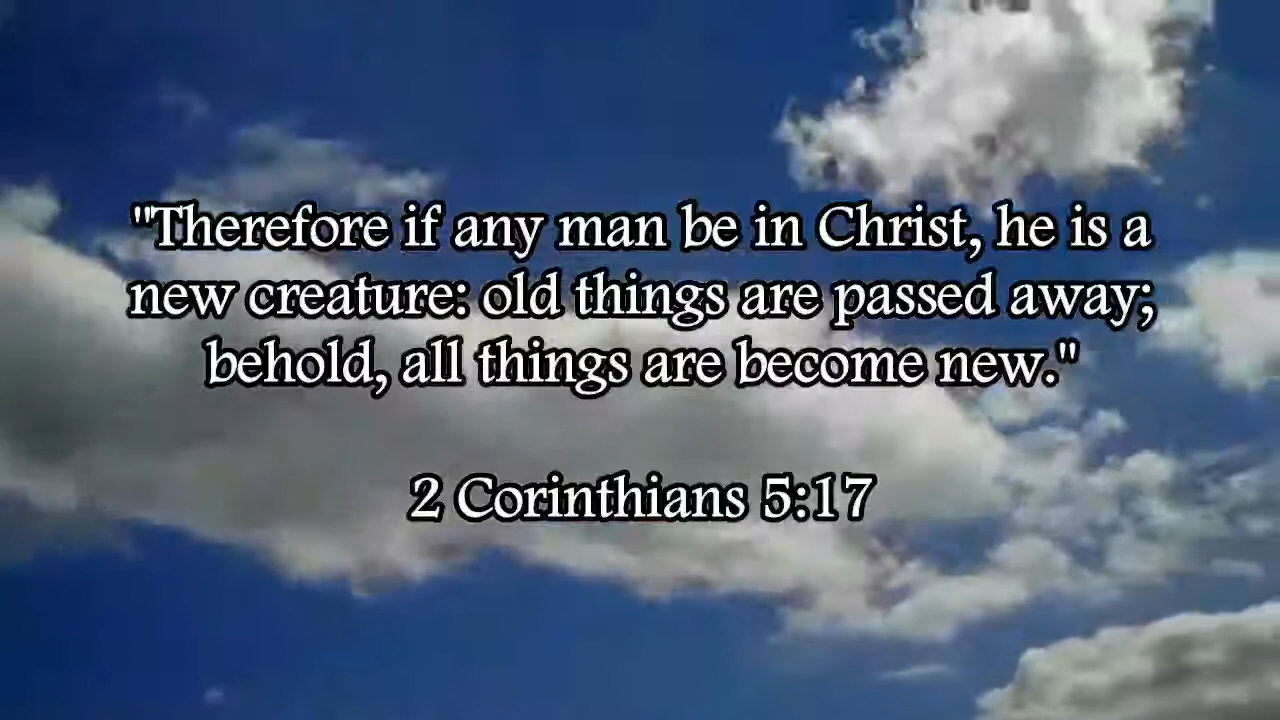 "Therefore if any man be in Christ, he is a
new creature: old things are passed away;
behold, all things are become new."
2 Corinthians 5:17